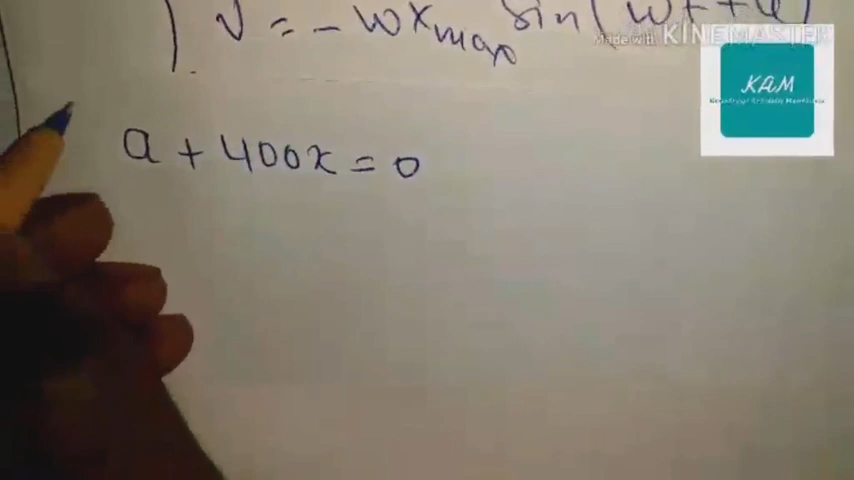 v = - ωx_max sin(ωt + φ)
Made with KINEMASTER
KAM
a + 400x = 0